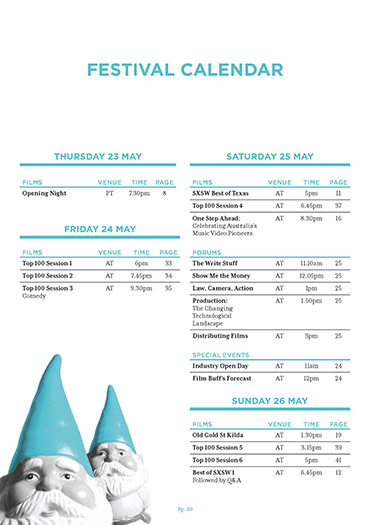 FESTIVAL CALENDAR
THURSDAY 23 MAY
FILMS VENUE TIME PAGE
Opening Night PT 7.30pm 8
FRIDAY 24 MAY
FILMS VENUE TIME PAGE
Top 100 Session 1 AT 6pm 33
Top 100 Session 2 AT 7.45pm 34
Top 100 Session 3 AT 9.30pm 35
Comedy
SATURDAY 25 MAY
FILMS VENUE TIME PAGE
SXSW Best of Texas AT 5pm 11
Top 100 Session 4 AT 6.45pm 37
One Step Ahead: AT 8.30pm 16
Celebrating Australia's
Music Video Pioneers
FORUMS
The Write Stuff AT 11.10am 25
Show Me the Money AT 12.05pm 25
Law, Camera, Action AT 1pm 25
Production: AT 1.50pm 25
The Changing
Technological
Landscape
Distributing Films AT 3pm 25
SPECIAL EVENTS
Industry Open Day AT 11am 24
Film Buff's Forecast AT 12pm 24
SUNDAY 26 MAY
FILMS VENUE TIME PAGE
Old Gold St Kilda AT 1.30pm 19
Top 100 Session 5 AT 3.15pm 39
Top 100 Session 6 AT 5pm 41
Best of SXSW 1 AT 6.45pm 12
Followed by Q&A
Pg. 30